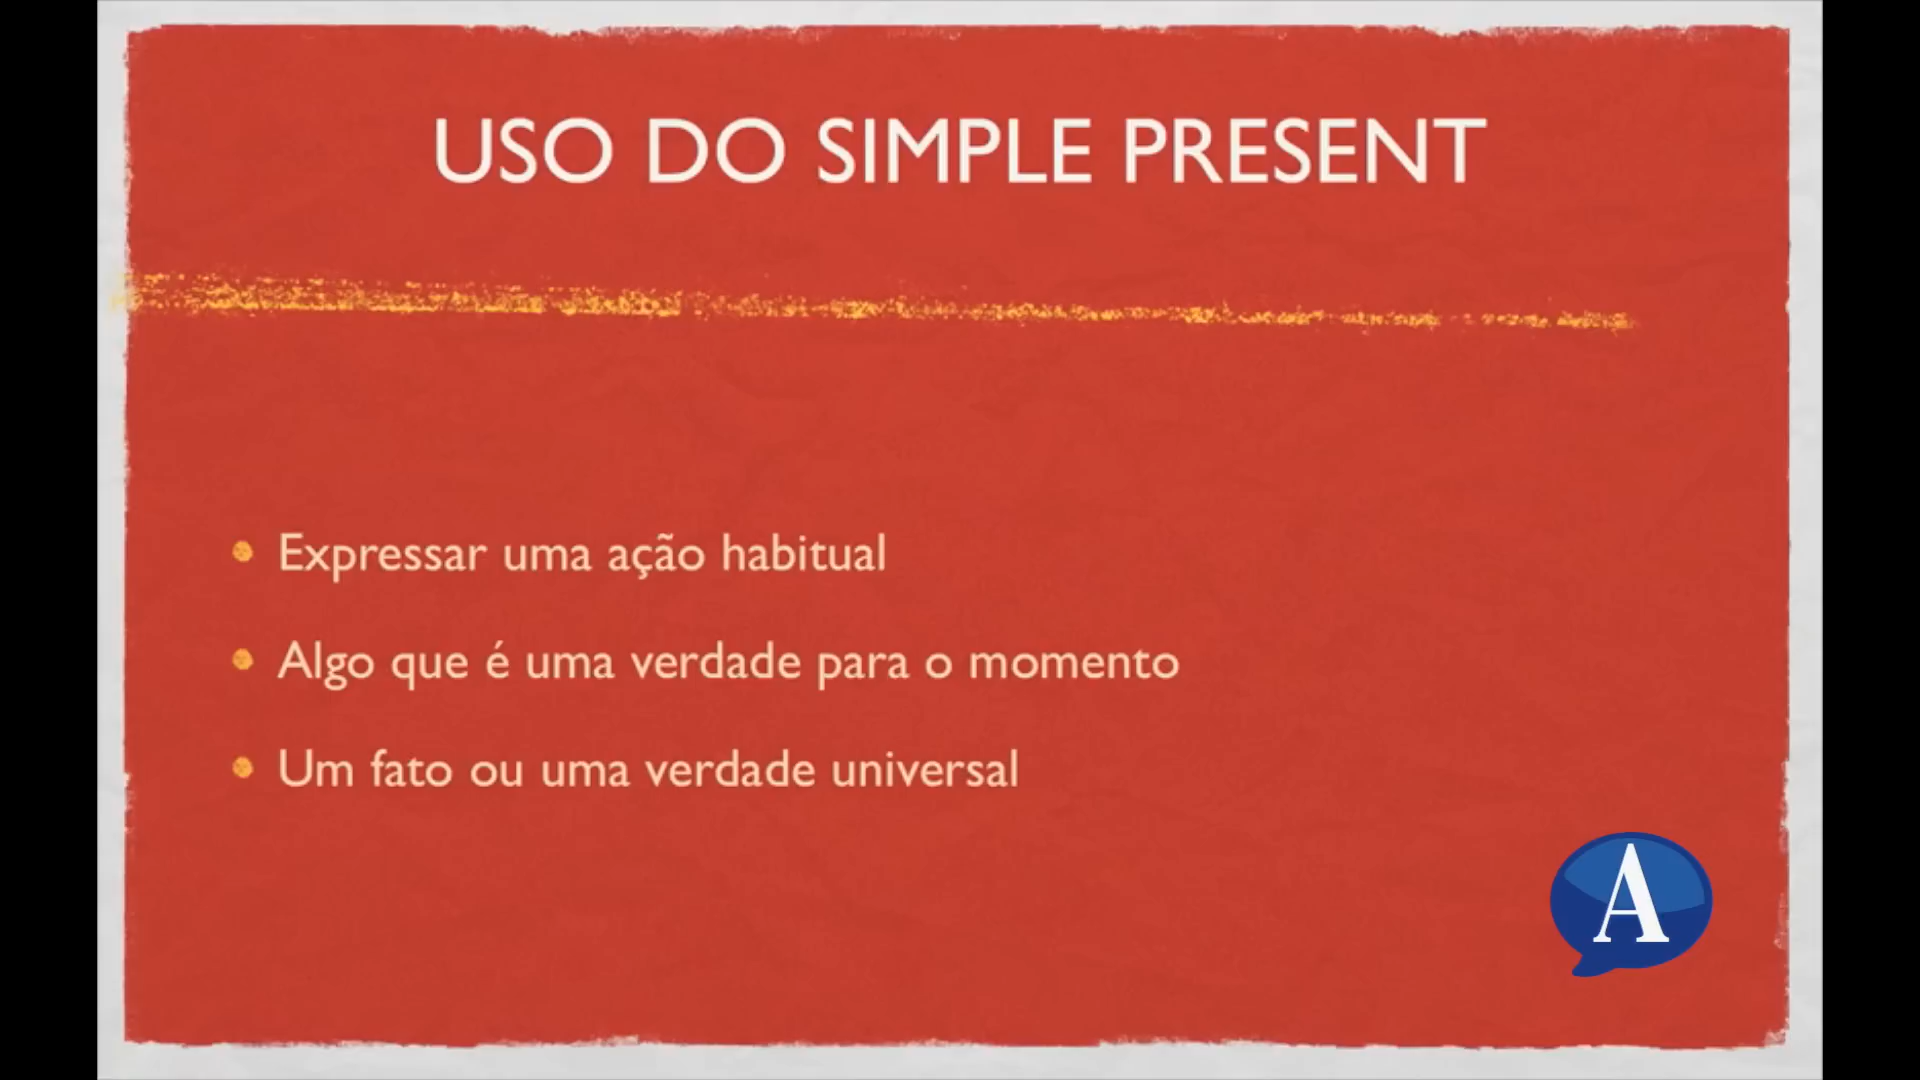 USO DO SIMPLE PRESENT
Expressar uma ação habitual
Algo que é uma verdade para o momento
Um fato ou uma verdade universal
A